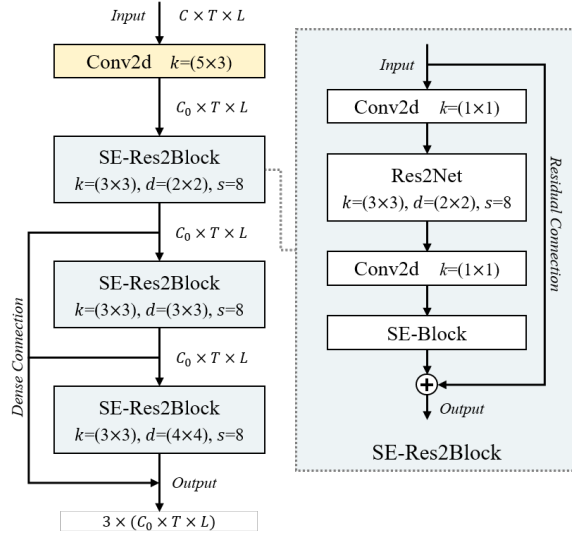 Input C × T × L
Conv2d k=(5×3)
C₀ × T × L
SE-Res2Block
k=(3×3), d=(2×2), s=8
C₀ × T × L
SE-Res2Block
k=(3×3), d=(3×3), s=8
C₀ × T × L
SE-Res2Block
k=(3×3), d=(4×4), s=8
Dense Connection
Output
3 × (C₀ × T × L)
Input
Conv2d k=(1×1)
Res2Net
k=(3×3), d=(2×2), s=8
Conv2d k=(1×1)
SE-Block
+
Residual Connection
Output
SE-Res2Block